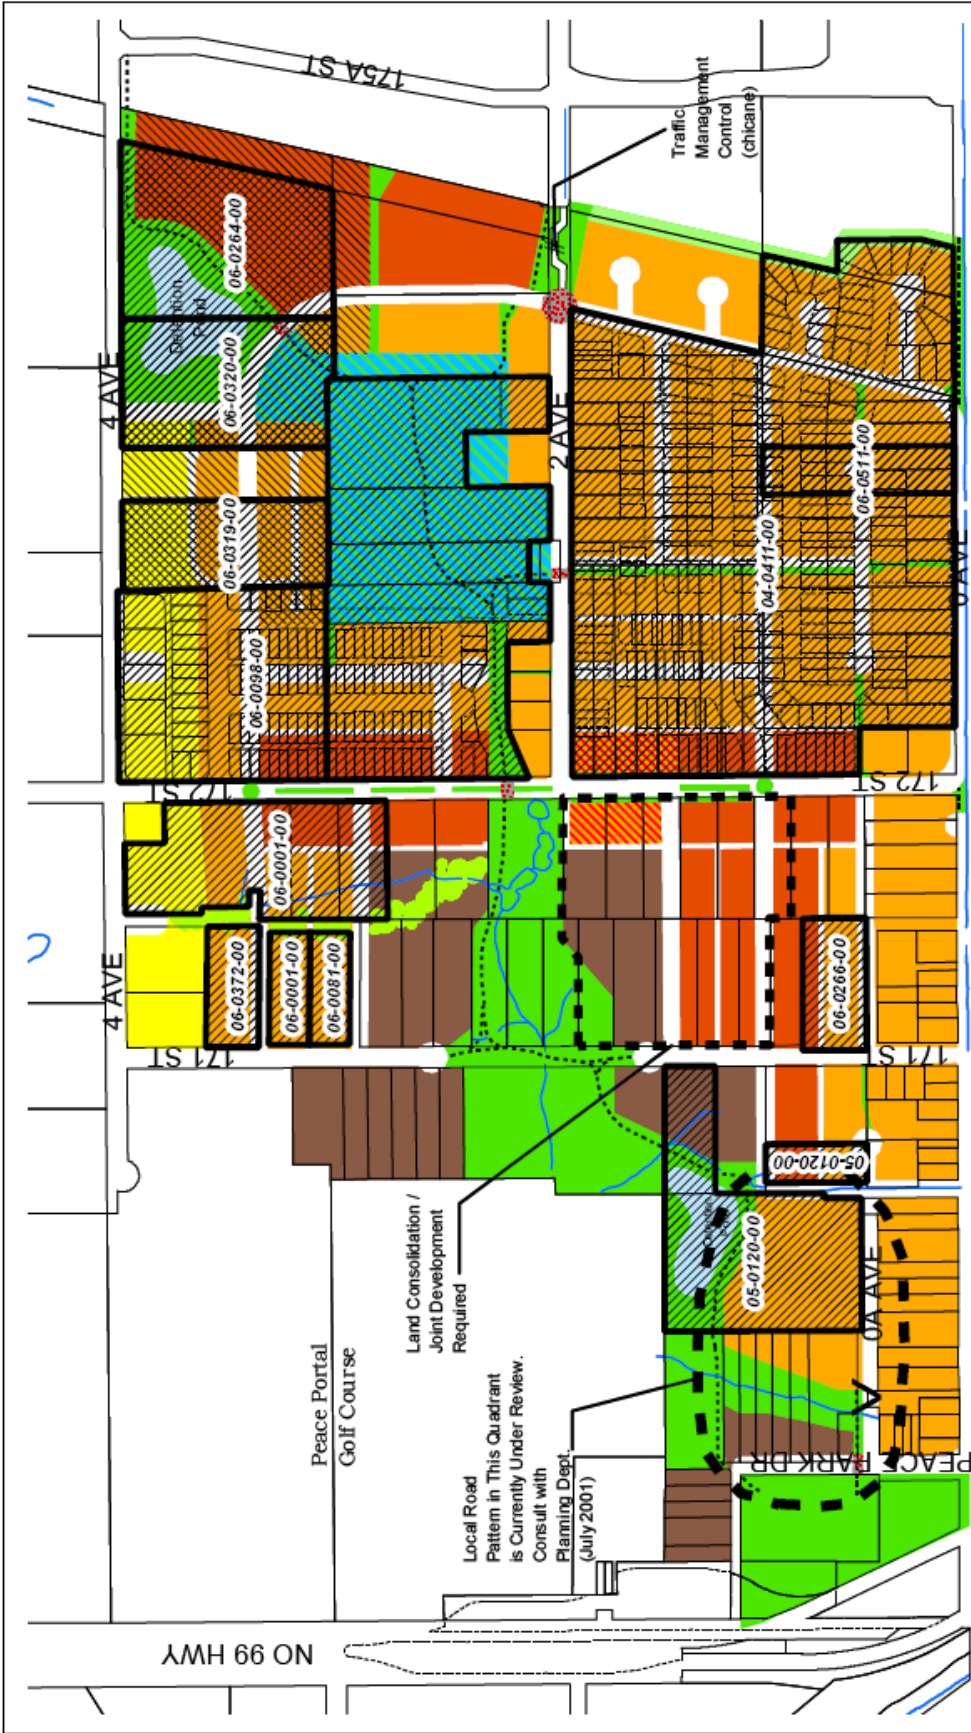 175A ST
Traffic
Management
Control
(chicane)
06-0264-00
Detention
Pond
06-0320-00
4 AVE
06-0319-00
2 AVE
06-0511-00
04-0411-00
0 AVE
06-0098-00
172 ST
172 ST
06-0001-00
4 AVE
06-0372-00
06-0001-00
06-0081-00
06-0266-00
171 ST
171 ST
05-0120-00
Land Consolidation /
Joint Development
Required
05-0120-00
0A AVE
Peace Portal
Golf Course
Local Road
Pattern in This Quadrant
is Currently Under Review.
Consult with
Planning Dept.
(July 2001)
PEACE PARK DR
NO 99 HWY